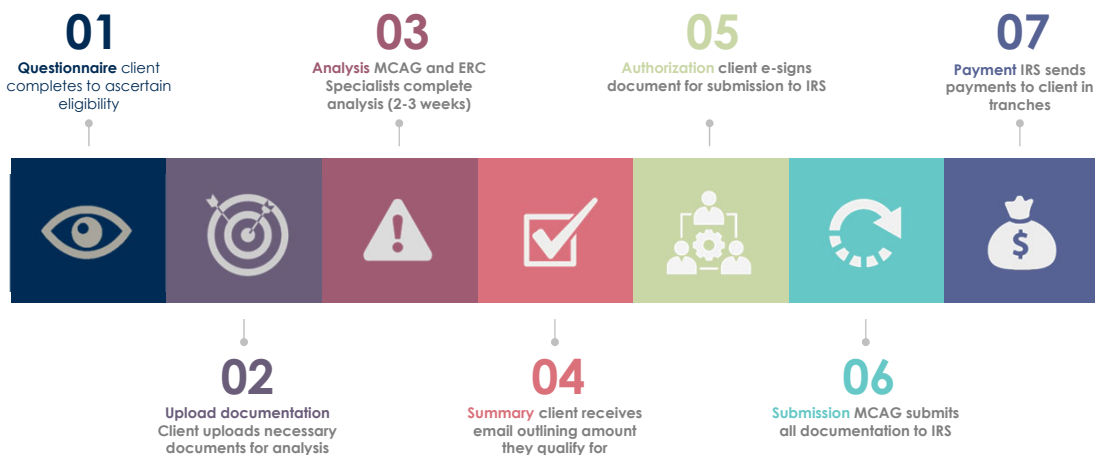 01
Questionnaire client
completes to ascertain
eligibility
03
Analysis MCAG and ERC
Specialists complete
analysis (2-3 weeks)
05
Authorization client e-signs
document for submission to IRS
07
Payment IRS sends
payments to client in
tranches
$
02
Upload documentation
Client uploads necessary
documents for analysis
04
Summary client receives
email outlining amount
they qualify for
06
Submission MCAG submits
all documentation to IRS